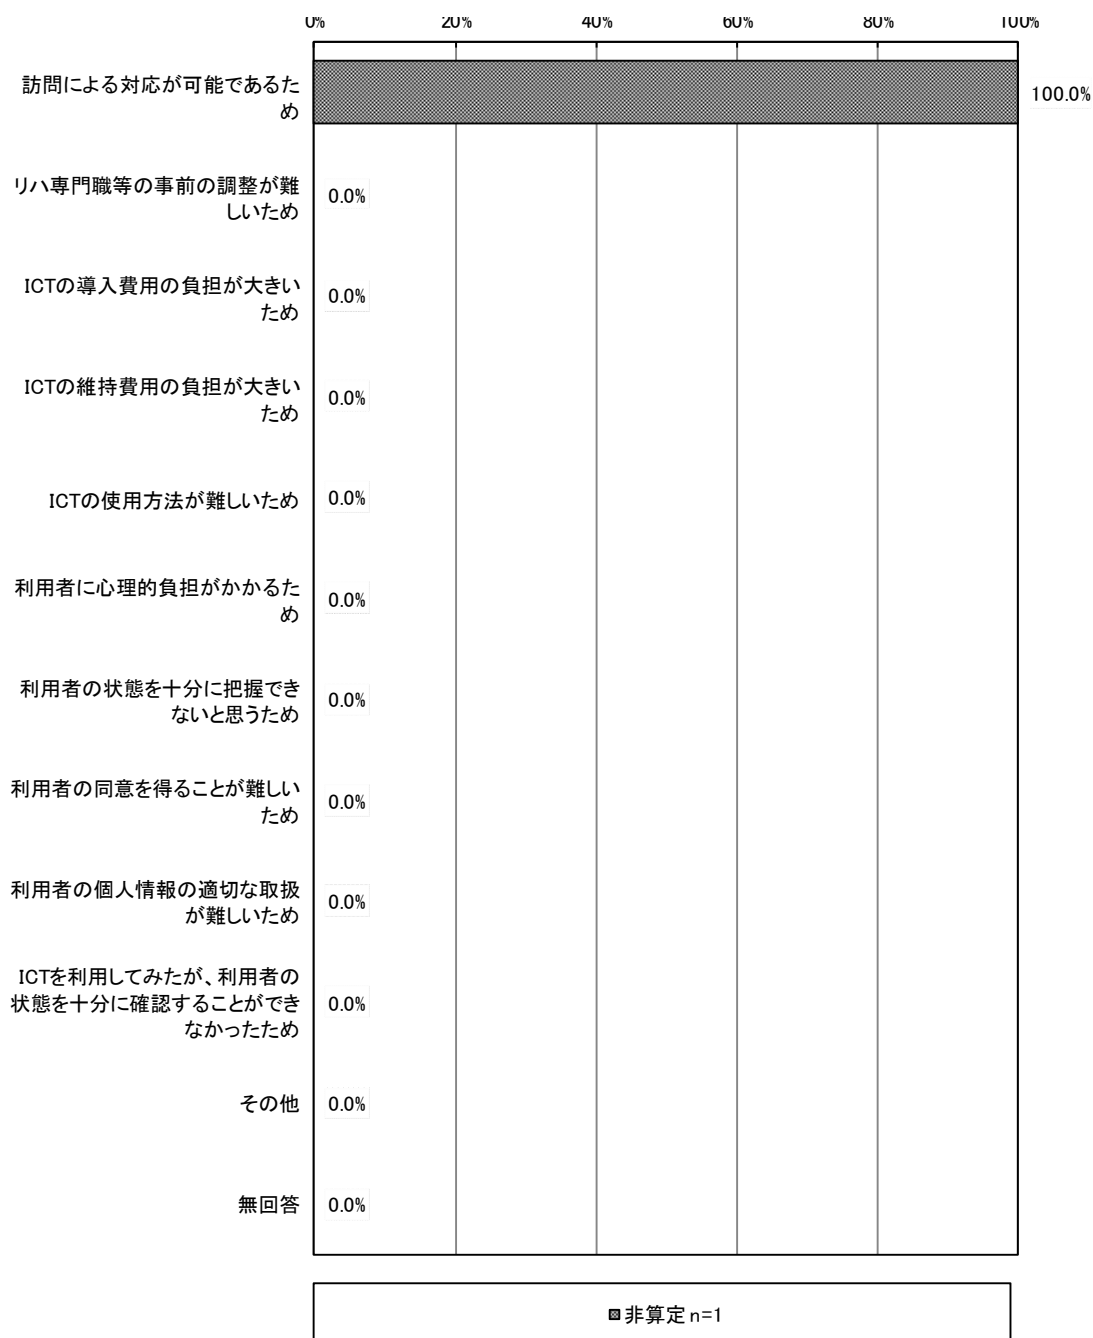 0% 20% 40% 60% 80% 100%
訪問による対応が可能であるた
め
100.0%
リハ専門職等の事前の調整が難
しいため
0.0%
ICTの導入費用の負担が大きい
ため
0.0%
ICTの維持費用の負担が大きい
ため
0.0%
ICTの使用方法が難しいため
0.0%
利用者に心理的負担がかかるた
め
0.0%
利用者の状態を十分に把握でき
ないと思うため
0.0%
利用者の同意を得ることが難しい
ため
0.0%
利用者の個人情報の適切な取扱
が難しいため
0.0%
ICTを利用してみたが、利用者の
状態を十分に確認することができ
なかったため
0.0%
その他
0.0%
無回答
0.0%
非算定 n=1